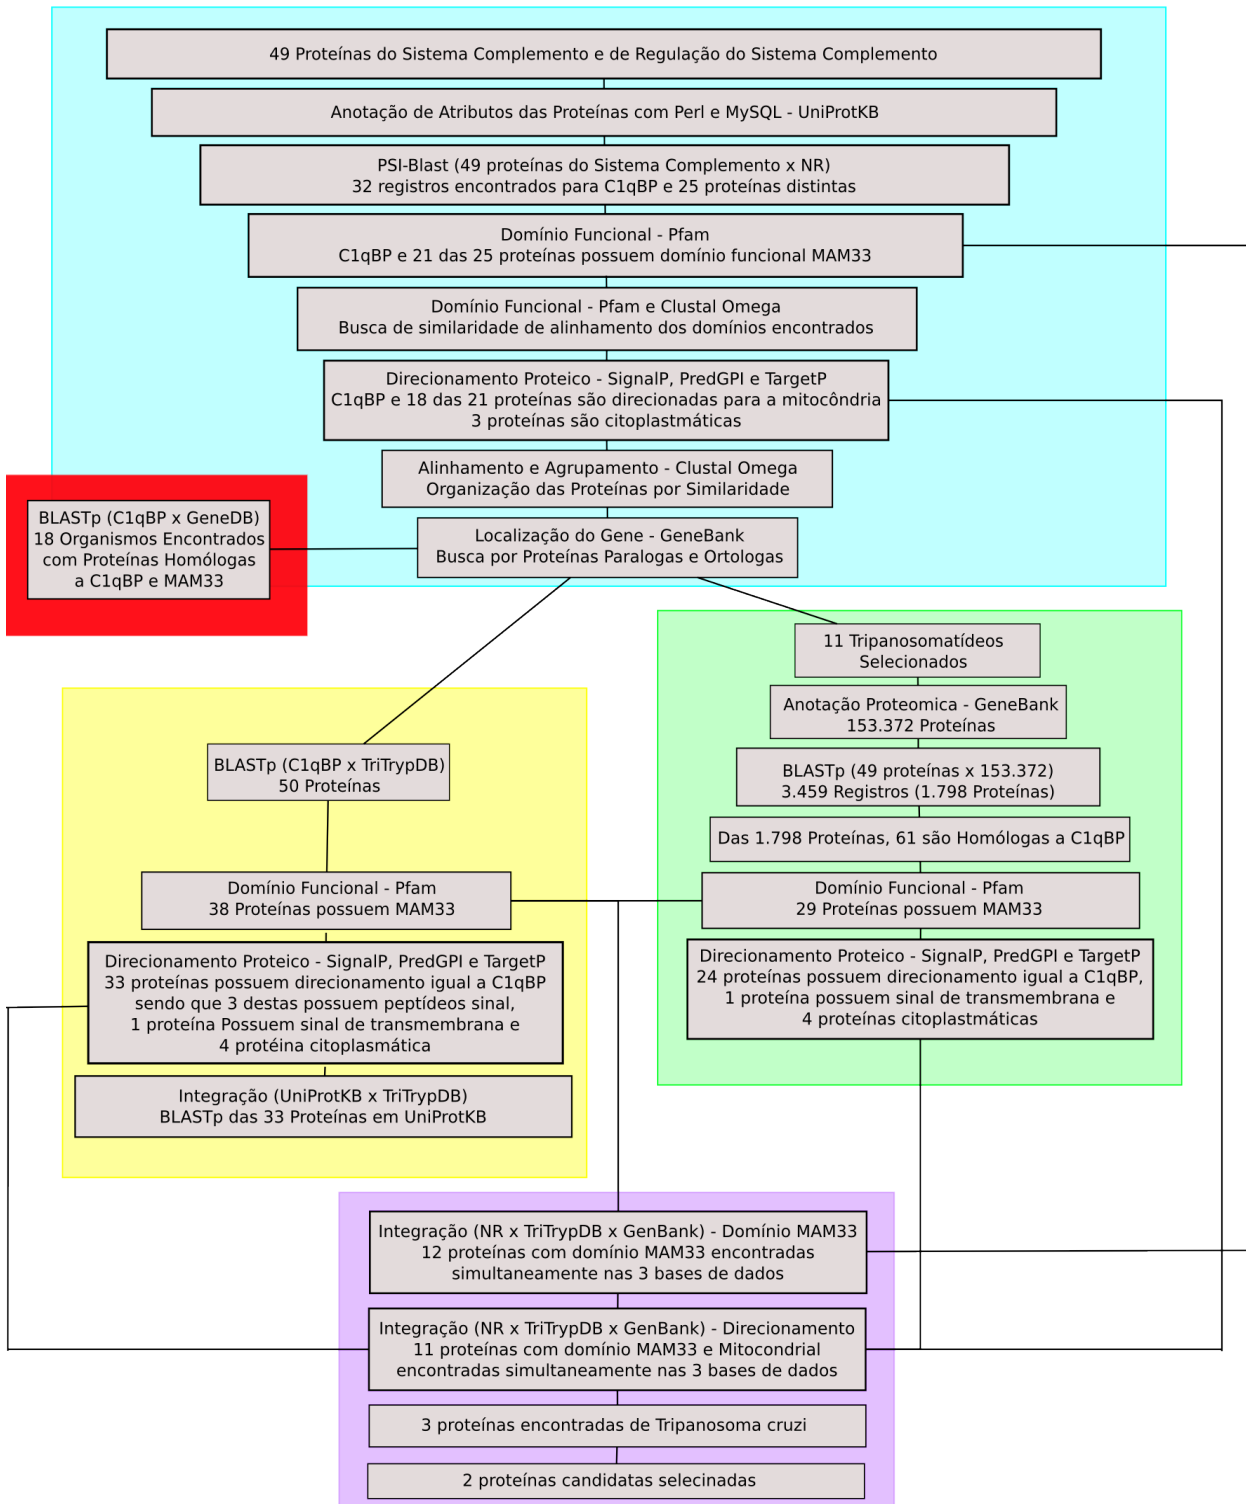 49 Proteínas do Sistema Complemento e de Regulação do Sistema Complemento
Anotação de Atributos das Proteínas com Perl e MySQL - UniProtKB
PSI-Blast (49 proteínas do Sistema Complemento x NR)
32 registros encontrados para C1qBP e 25 proteínas distintas
Domínio Funcional - Pfam
C1qBP e 21 das 25 proteínas possuem domínio funcional MAM33
Domínio Funcional - Pfam e Clustal Omega
Busca de similaridade de alinhamento dos domínios encontrados
Direcionamento Proteico - SignalP, PredGPI e TargetP
C1qBP e 18 das 21 proteínas são direcionadas para a mitocôndria
3 proteínas são citoplastmáticas
Alinhamento e Agrupamento - Clustal Omega
Organização das Proteínas por Similaridade
Localização do Gene - GeneBank
Busca por Proteínas Paralogas e Ortologas
BLASTp (C1qBP x GeneDB)
18 Organismos Encontrados
com Proteínas Homólogas
a C1qBP e MAM33
11 Tripanosomatídeos
Selecionados
Anotação Proteomica - GeneBank
153.372 Proteínas
BLASTp (49 proteínas x 153.372)
3.459 Registros (1.798 Proteínas)
Das 1.798 Proteínas, 61 são Homólogas a C1qBP
Domínio Funcional - Pfam
29 Proteínas possuem MAM33
Direcionamento Proteico - SignalP, PredGPI e TargetP
24 proteínas possuem direcionamento igual a C1qBP,
1 proteína possuem sinal de transmembrana e
4 proteínas citoplastmáticas
BLASTp (C1qBP x TriTrypDB)
50 Proteínas
Domínio Funcional - Pfam
38 Proteínas possuem MAM33
Direcionamento Proteico - SignalP, PredGPI e TargetP
33 proteínas possuem direcionamento igual a C1qBP
sendo que 3 destas possuem peptídeos sinal,
1 proteína Possuem sinal de transmembrana e
4 protéina citoplasmática
Integração (UniProtKB x TriTrypDB)
BLASTp das 33 Proteínas em UniProtKB
Integração (NR x TriTrypDB x GenBank) - Domínio MAM33
12 proteínas com domínio MAM33 encontradas
simultaneamente nas 3 bases de dados
Integração (NR x TriTrypDB x GenBank) - Direcionamento
11 proteínas com domínio MAM33 e Mitocondrial
encontradas simultaneamente nas 3 bases de dados
3 proteínas encontradas de Tripanosoma cruzi
2 proteínas candidatas selecinadas